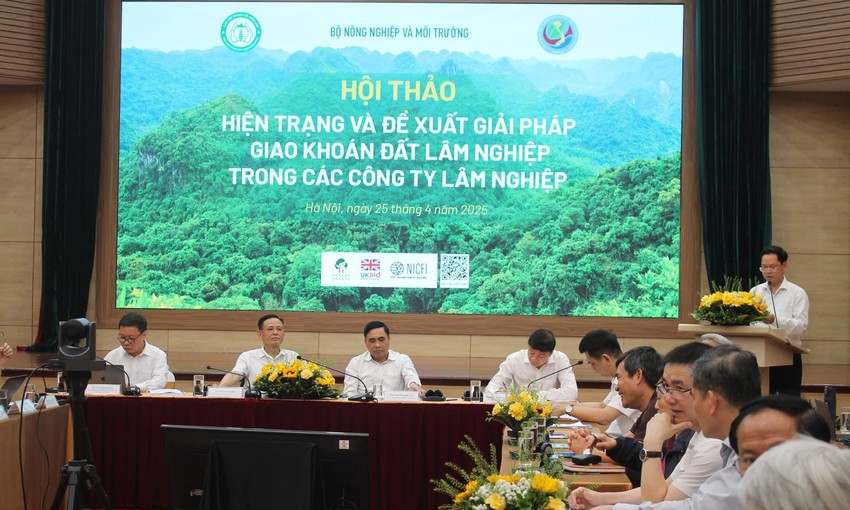 BỘ NÔNG NGHIỆP VÀ MÔI TRƯỜNG
HỘI THẢO
HIỆN TRẠNG VÀ ĐỀ XUẤT GIẢI PHÁP
GIAO KHOÁN ĐẤT LÂM NGHIỆP
TRONG CÁC CÔNG TY LÂM NGHIỆP
Hà Nội, ngày 25 tháng 4 năm 2025
ukaid
NICFI